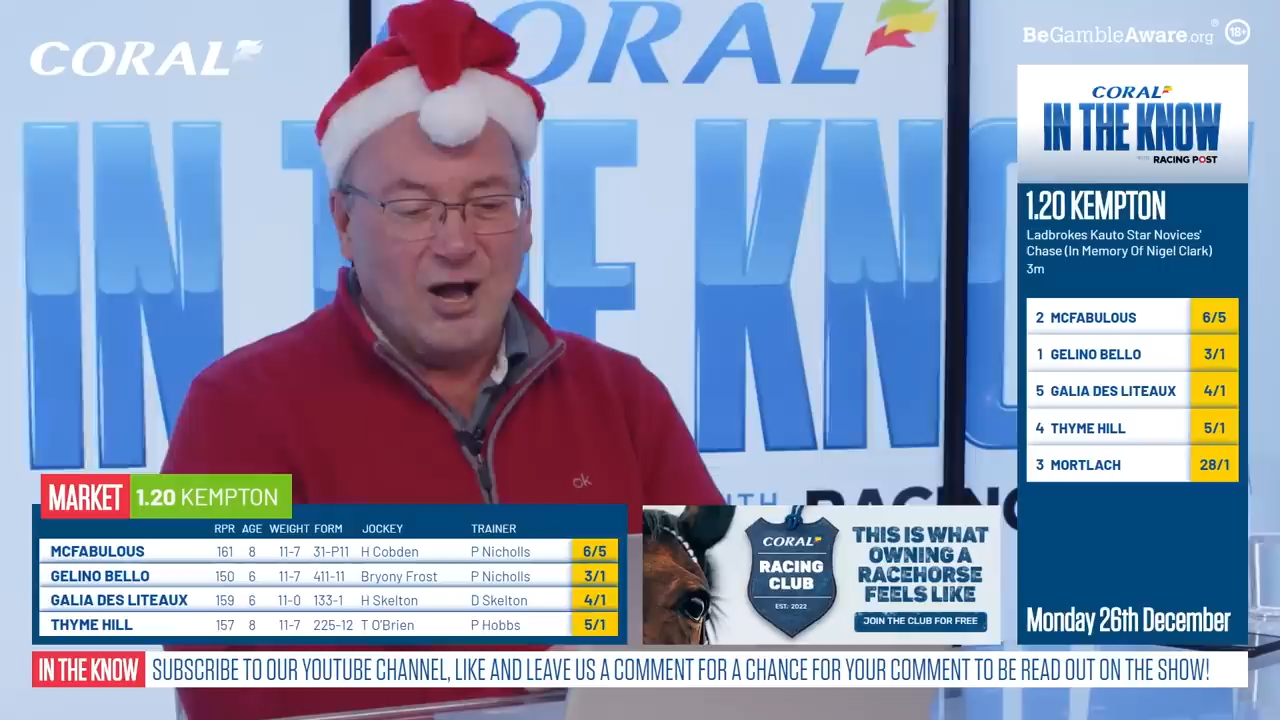 CORAL
CORAL
IN THE KNOW
WITH RACING
ck
BeGambleAware.org® 18+
CORAL
IN THE KNOW
WITH RACING POST
1.20 KEMPTON
Ladbrokes Kauto Star Novices'
Chase (In Memory Of Nigel Clark)
3m
2 MCFABULOUS 6/5
1 GELINO BELLO 3/1
5 GALIA DES LITEAUX 4/1
4 THYME HILL 5/1
3 MORTLACH 28/1
Monday 26th December
MARKET 1.20 KEMPTON
RPR AGE WEIGHT FORM JOCKEY TRAINER
MCFABULOUS 161 8 11-7 31-P11 H Cobden P Nicholls 6/5
GELINO BELLO 150 6 11-7 411-11 Bryony Frost P Nicholls 3/1
GALIA DES LITEAUX 159 6 11-0 133-1 H Skelton D Skelton 4/1
THYME HILL 157 8 11-7 225-12 T O'Brien P Hobbs 5/1
CORAL
RACING
CLUB
EST. 2022
THIS IS WHAT
OWNING A
RACEHORSE
FEELS LIKE
JOIN THE CLUB FOR FREE
IN THE KNOW SUBSCRIBE TO OUR YOUTUBE CHANNEL, LIKE AND LEAVE US A COMMENT FOR A CHANCE FOR YOUR COMMENT TO BE READ OUT ON THE SHOW!